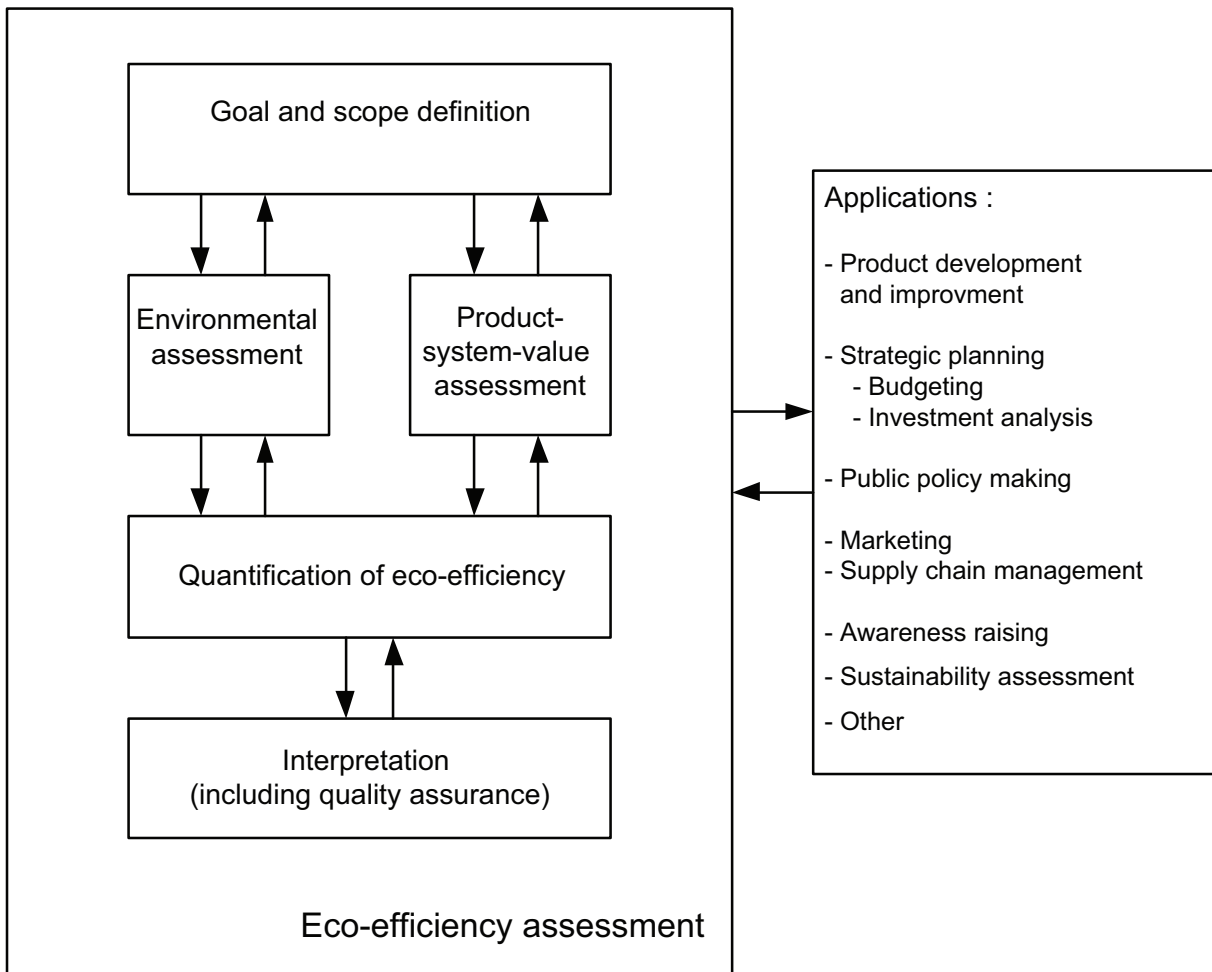 Goal and scope definition
Environmental
assessment
Product-
system-value
assessment
Quantification of eco-efficiency
Interpretation
(including quality assurance)
Eco-efficiency assessment
Applications :
- Product development
and improvment
- Strategic planning
- Budgeting
- Investment analysis
- Public policy making
- Marketing
- Supply chain management
- Awareness raising
- Sustainability assessment
- Other